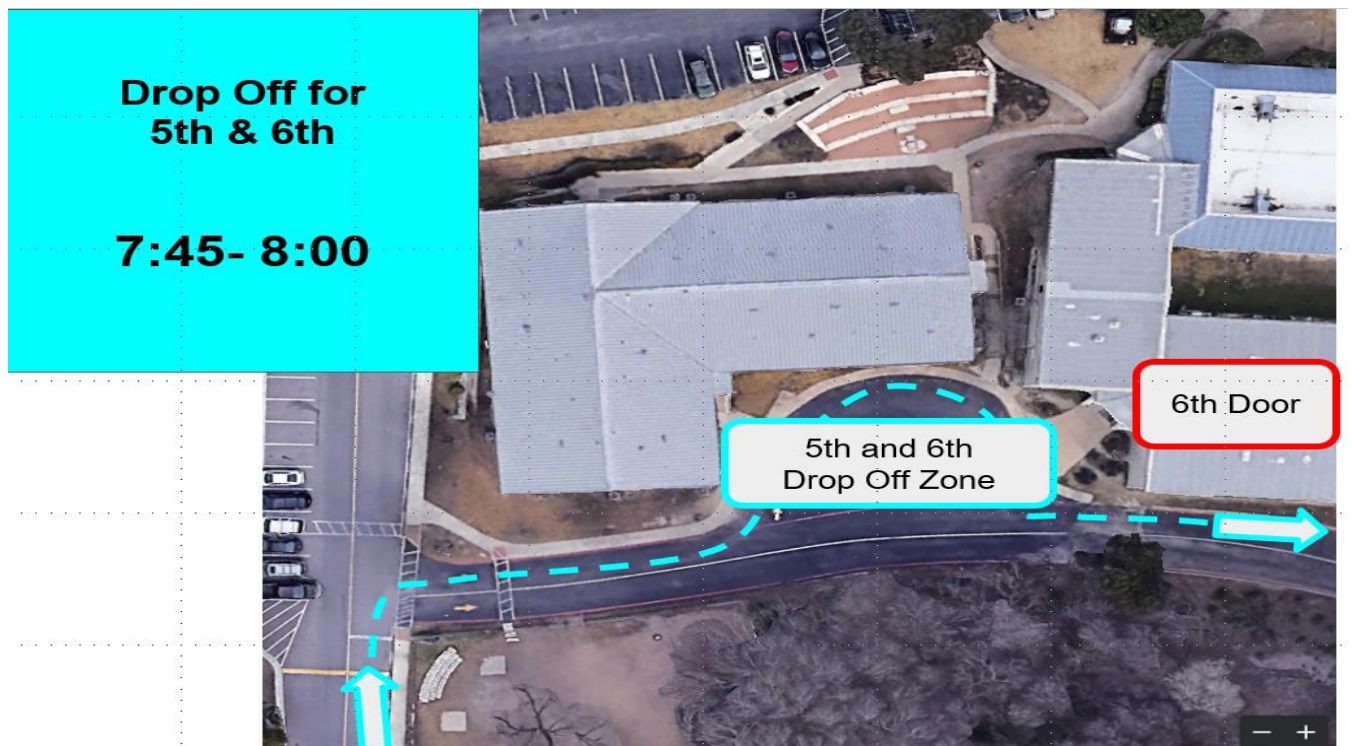 Drop Off for
5th & 6th
7:45- 8:00
6th Door
5th and 6th
Drop Off Zone